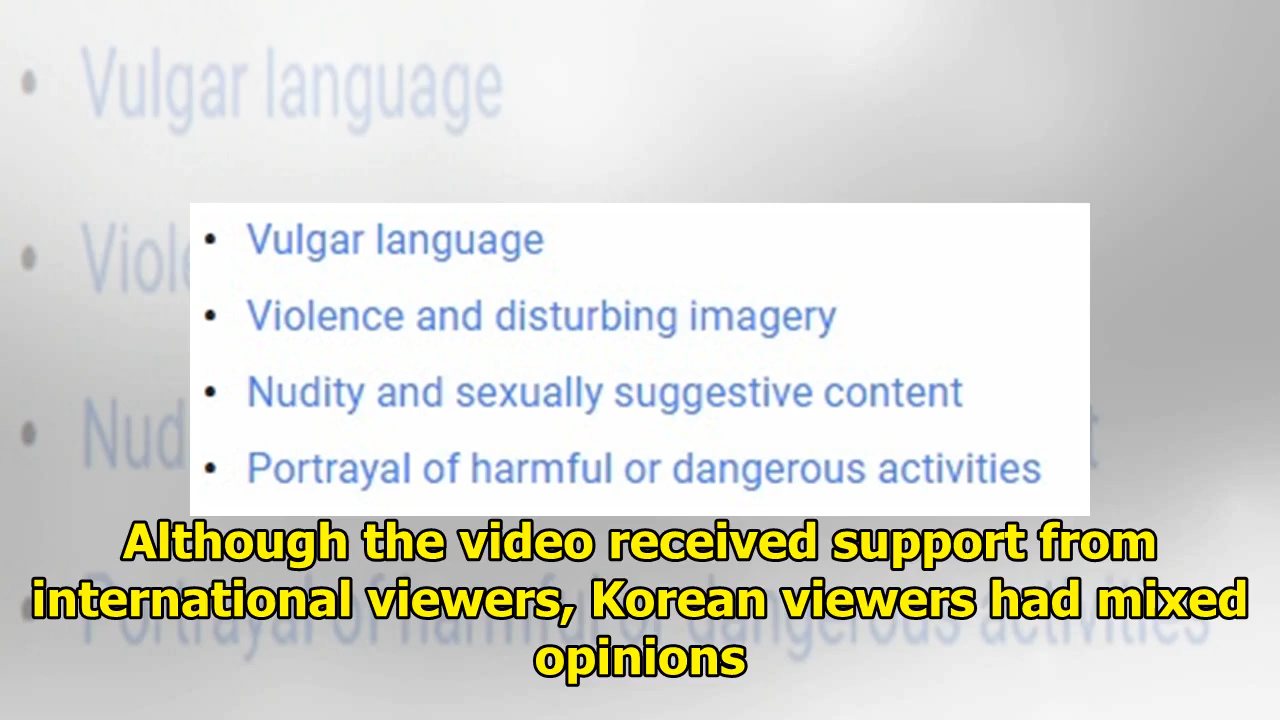 Vulgar language
Violence and disturbing imagery
Nudity and sexually suggestive content
Portrayal of harmful or dangerous activities
Although the video received support from
international viewers, Korean viewers had mixed
opinions